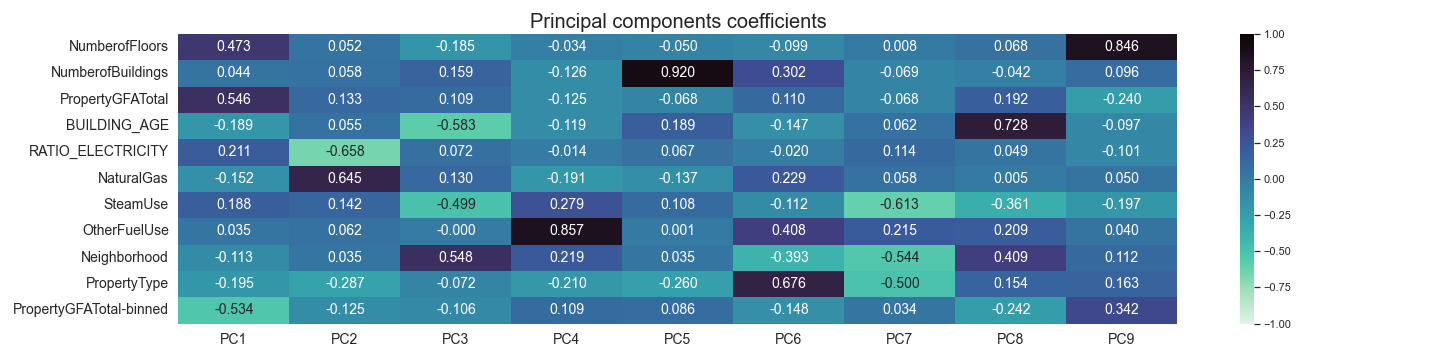 Principal components coefficients
NumberofFloors 0.473 0.052 -0.185 -0.034 -0.050 -0.099 0.008 0.068 0.846
NumberofBuildings 0.044 0.058 0.159 -0.126 0.920 0.302 -0.069 -0.042 0.096
PropertyGFATotal 0.546 0.133 0.109 -0.125 -0.068 0.110 -0.068 0.192 -0.240
BUILDING_AGE -0.189 0.055 -0.583 -0.119 0.189 -0.147 0.062 0.728 -0.097
RATIO_ELECTRICITY 0.211 -0.658 0.072 -0.014 0.067 -0.020 0.114 0.049 -0.101
NaturalGas -0.152 0.645 0.130 -0.191 -0.137 0.229 0.058 0.005 0.050
SteamUse 0.188 0.142 -0.499 0.279 0.108 -0.112 -0.613 -0.361 -0.197
OtherFuelUse 0.035 0.062 -0.000 0.857 0.001 0.408 0.215 0.209 0.040
Neighborhood -0.113 0.035 0.548 0.219 0.035 -0.393 -0.544 0.409 0.112
PropertyType -0.195 -0.287 -0.072 -0.210 -0.260 0.676 -0.500 0.154 0.163
PropertyGFATotal-binned -0.534 -0.125 -0.106 0.109 0.086 -0.148 0.034 -0.242 0.342
PC1 PC2 PC3 PC4 PC5 PC6 PC7 PC8 PC9
1.00
0.75
0.50
0.25
0.00
−0.25
−0.50
−0.75
−1.00